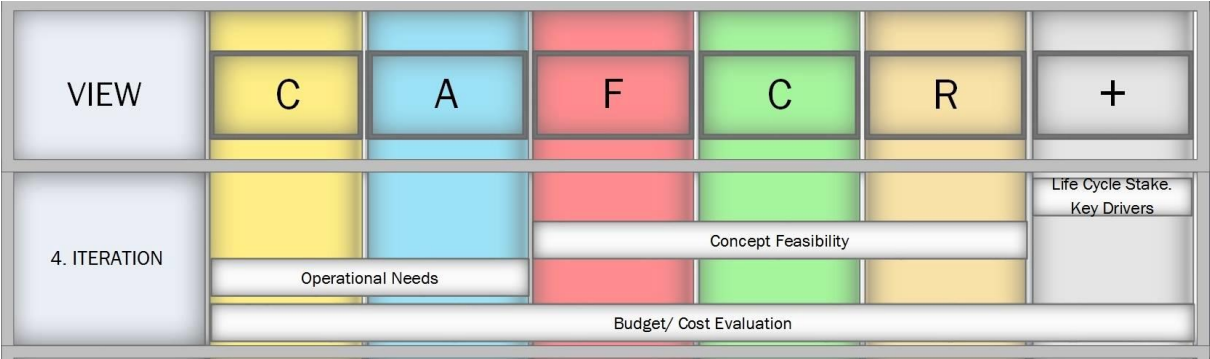 VIEW
C
A
F
C
R
+
Life Cycle Stake.
Key Drivers
Concept Feasibility
4. ITERATION
Operational Needs
Budget/ Cost Evaluation